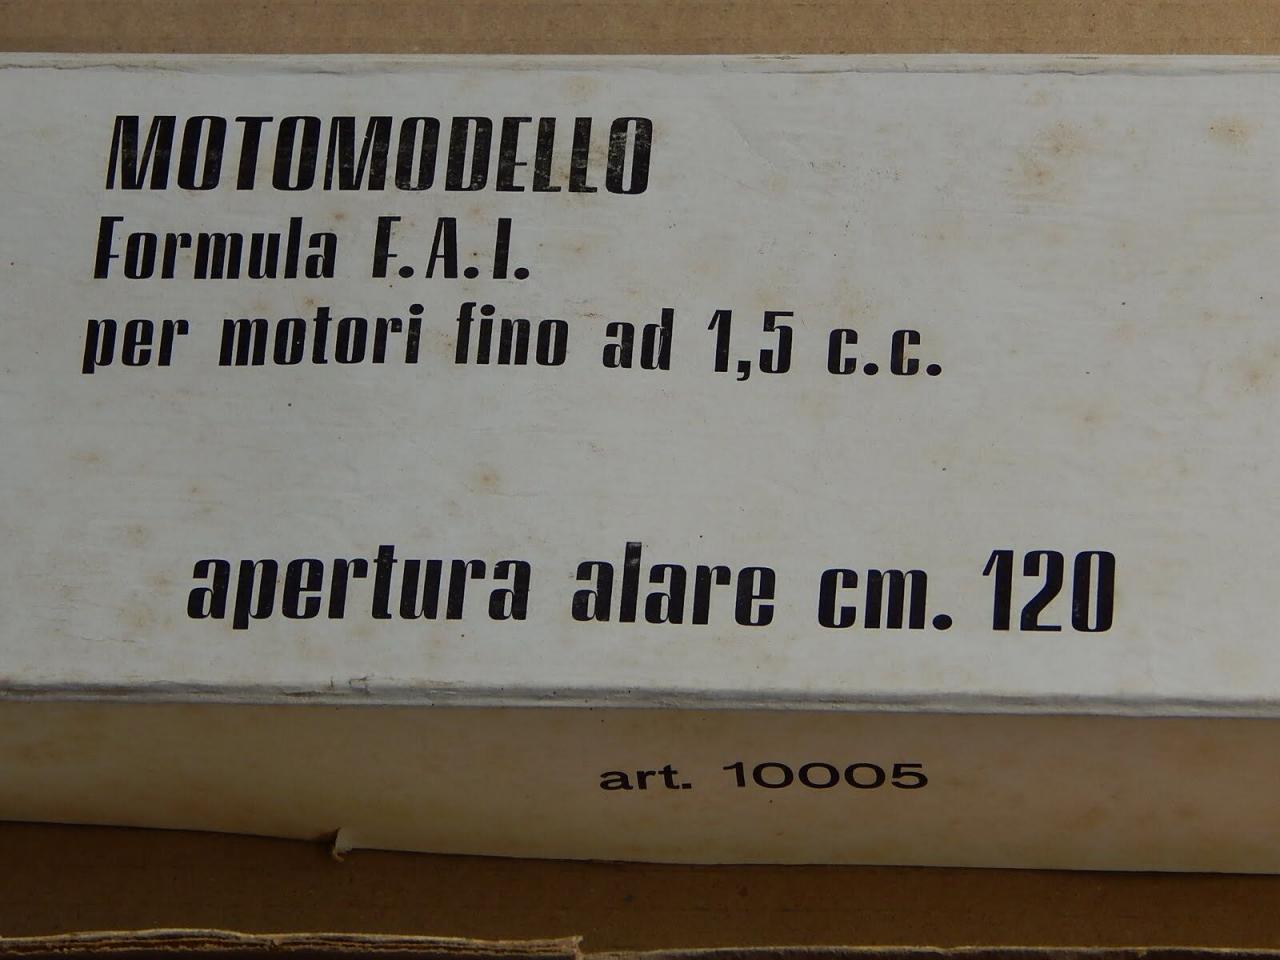 MOTOMODELLO
Formula F.A.I.
per motori fino ad 1,5 c.c.
apertura alare cm. 120
art. 10005